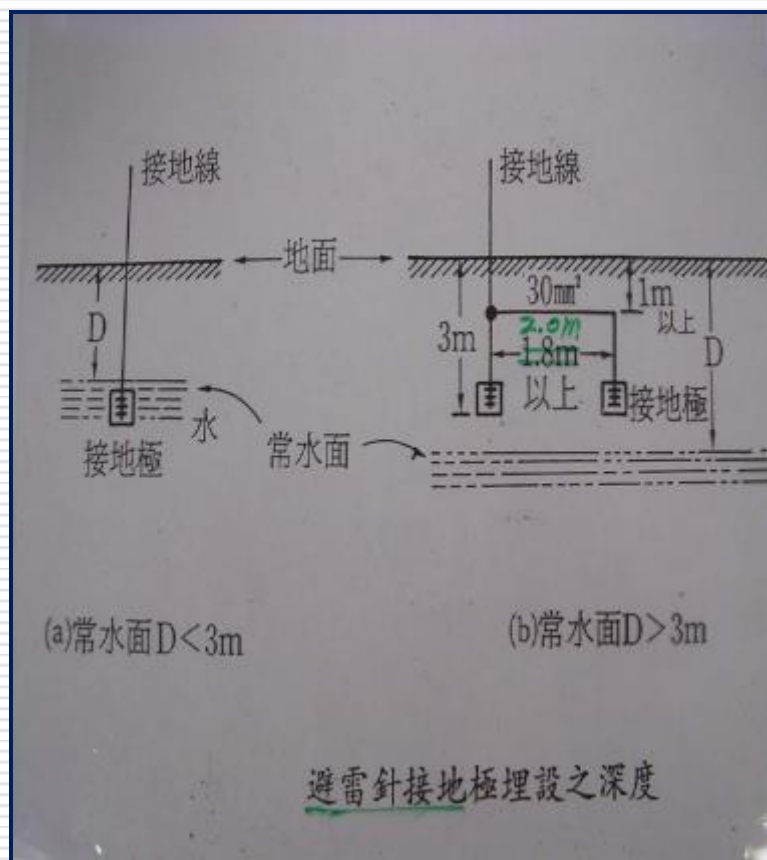 接地線
接地線
地面
D
3m
30mm²
2.0m
1.8m
以上
1m
以上
D
接地極
水
常水面
接地極
(a)常水面D<3m
(b)常水面D>3m
避雷針接地極埋設之深度